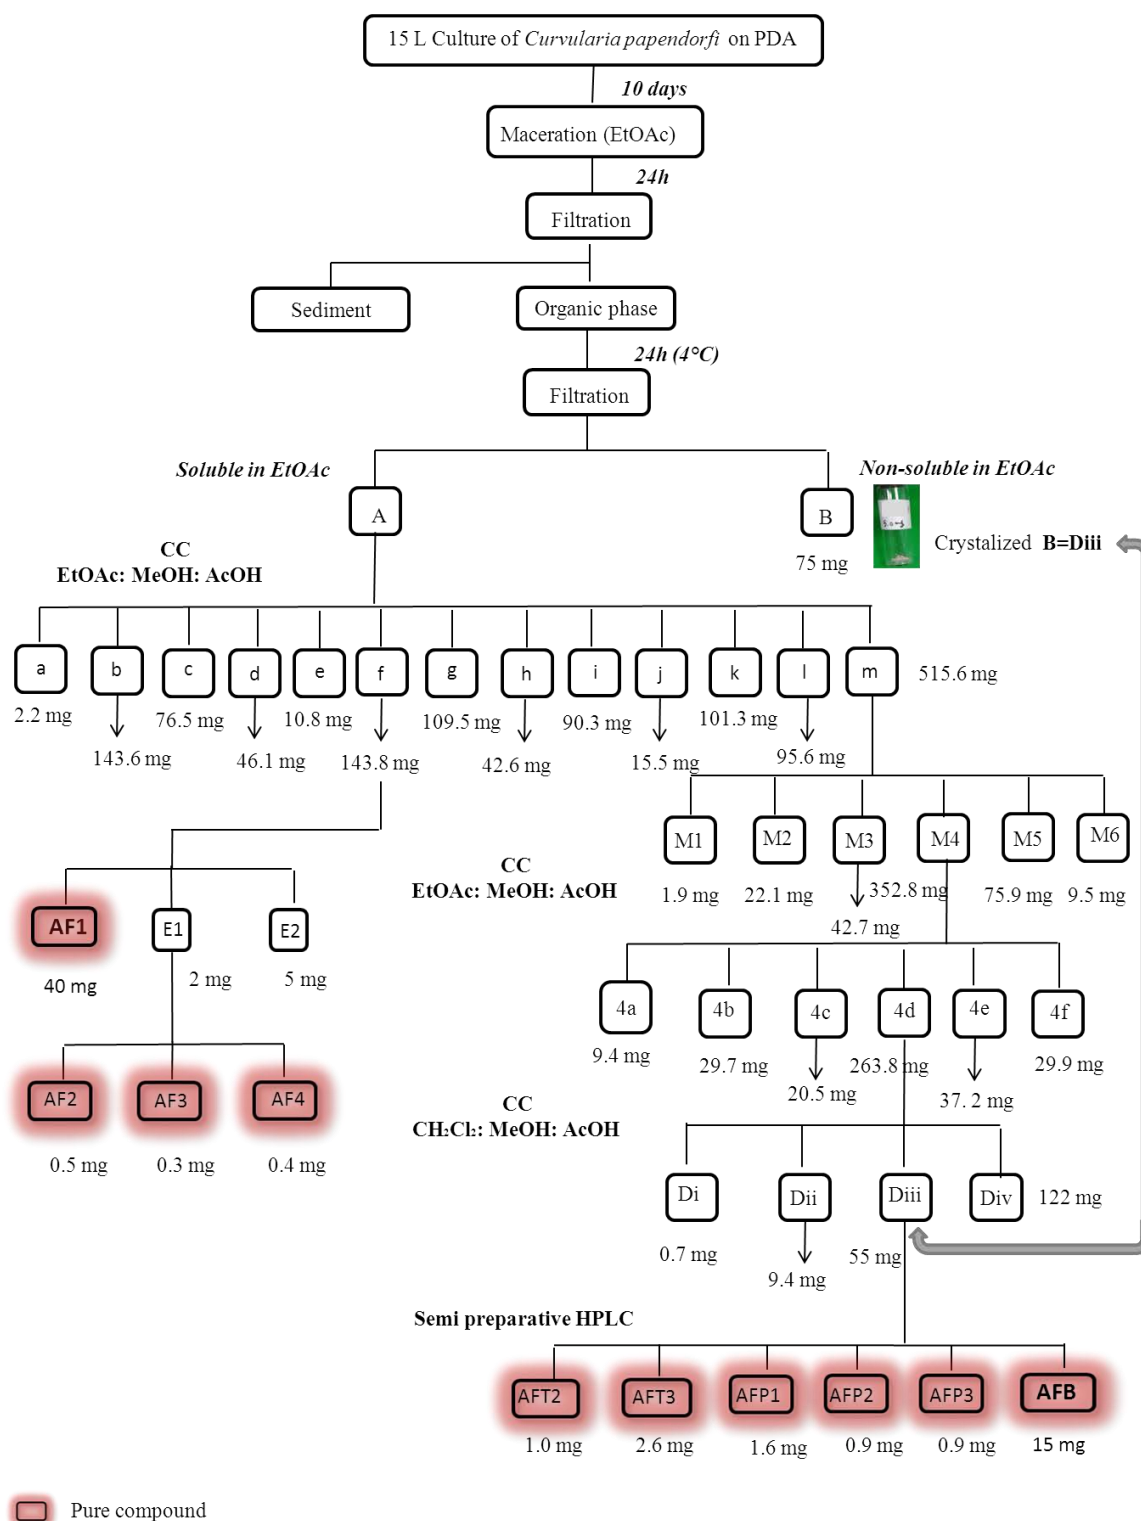 15 L Culture of Curvularia papendorfi on PDA
10 days
Maceration (EtOAc)
24h
Filtration
Sediment
Organic phase
24h (4°C)
Filtration
Soluble in EtOAc
Non-soluble in EtOAc
A
B
75 mg
Crystalized B=Diii
CC
EtOAc: MeOH: AcOH
a b c d e f g h i j k l m
515.6 mg
2.2 mg 76.5 mg 10.8 mg 109.5 mg 90.3 mg 101.3 mg
143.6 mg 46.1 mg 143.8 mg 42.6 mg 15.5 mg 95.6 mg
M1 M2 M3 M4 M5 M6
CC
EtOAc: MeOH: AcOH
1.9 mg 22.1 mg 352.8 mg 75.9 mg 9.5 mg
42.7 mg
AF1 E1 E2
40 mg 2 mg 5 mg
4a 4b 4c 4d 4e 4f
9.4 mg 29.7 mg 263.8 mg 29.9 mg
20.5 mg 37. 2 mg
AF2 AF3 AF4
0.5 mg 0.3 mg 0.4 mg
CC
CH₂Cl₂: MeOH: AcOH
Di Dii Diii Div 122 mg
0.7 mg 55 mg
9.4 mg
Semi preparative HPLC
AFT2 AFT3 AFP1 AFP2 AFP3 AFB
1.0 mg 2.6 mg 1.6 mg 0.9 mg 0.9 mg 15 mg
Pure compound